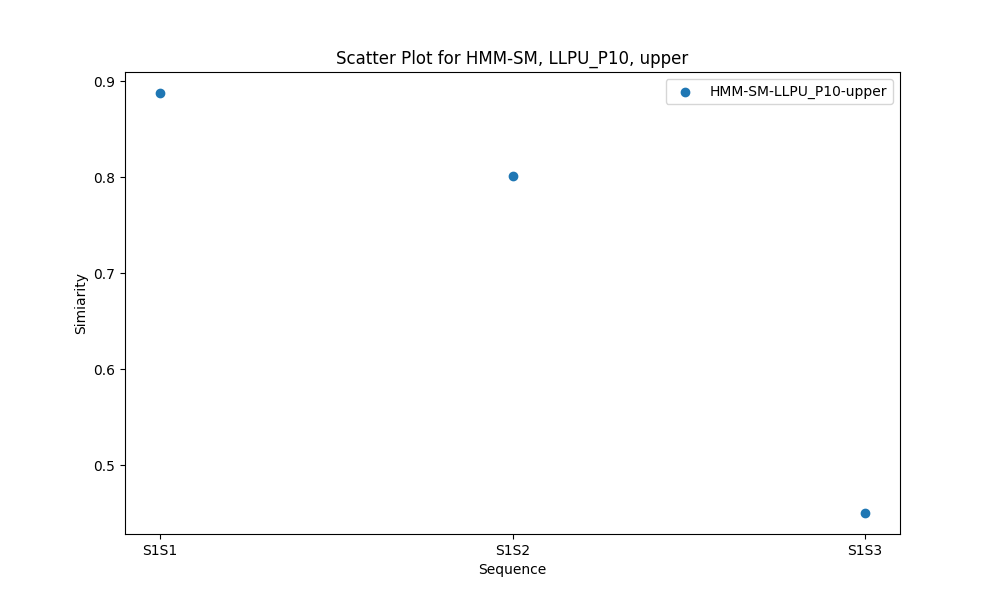 Scatter Plot for HMM-SM, LLPU_P10, upper
HMM-SM-LLPU_P10-upper
0.9
0.8
0.7
0.6
0.5
Simiarity
S1S1 S1S2 S1S3
Sequence